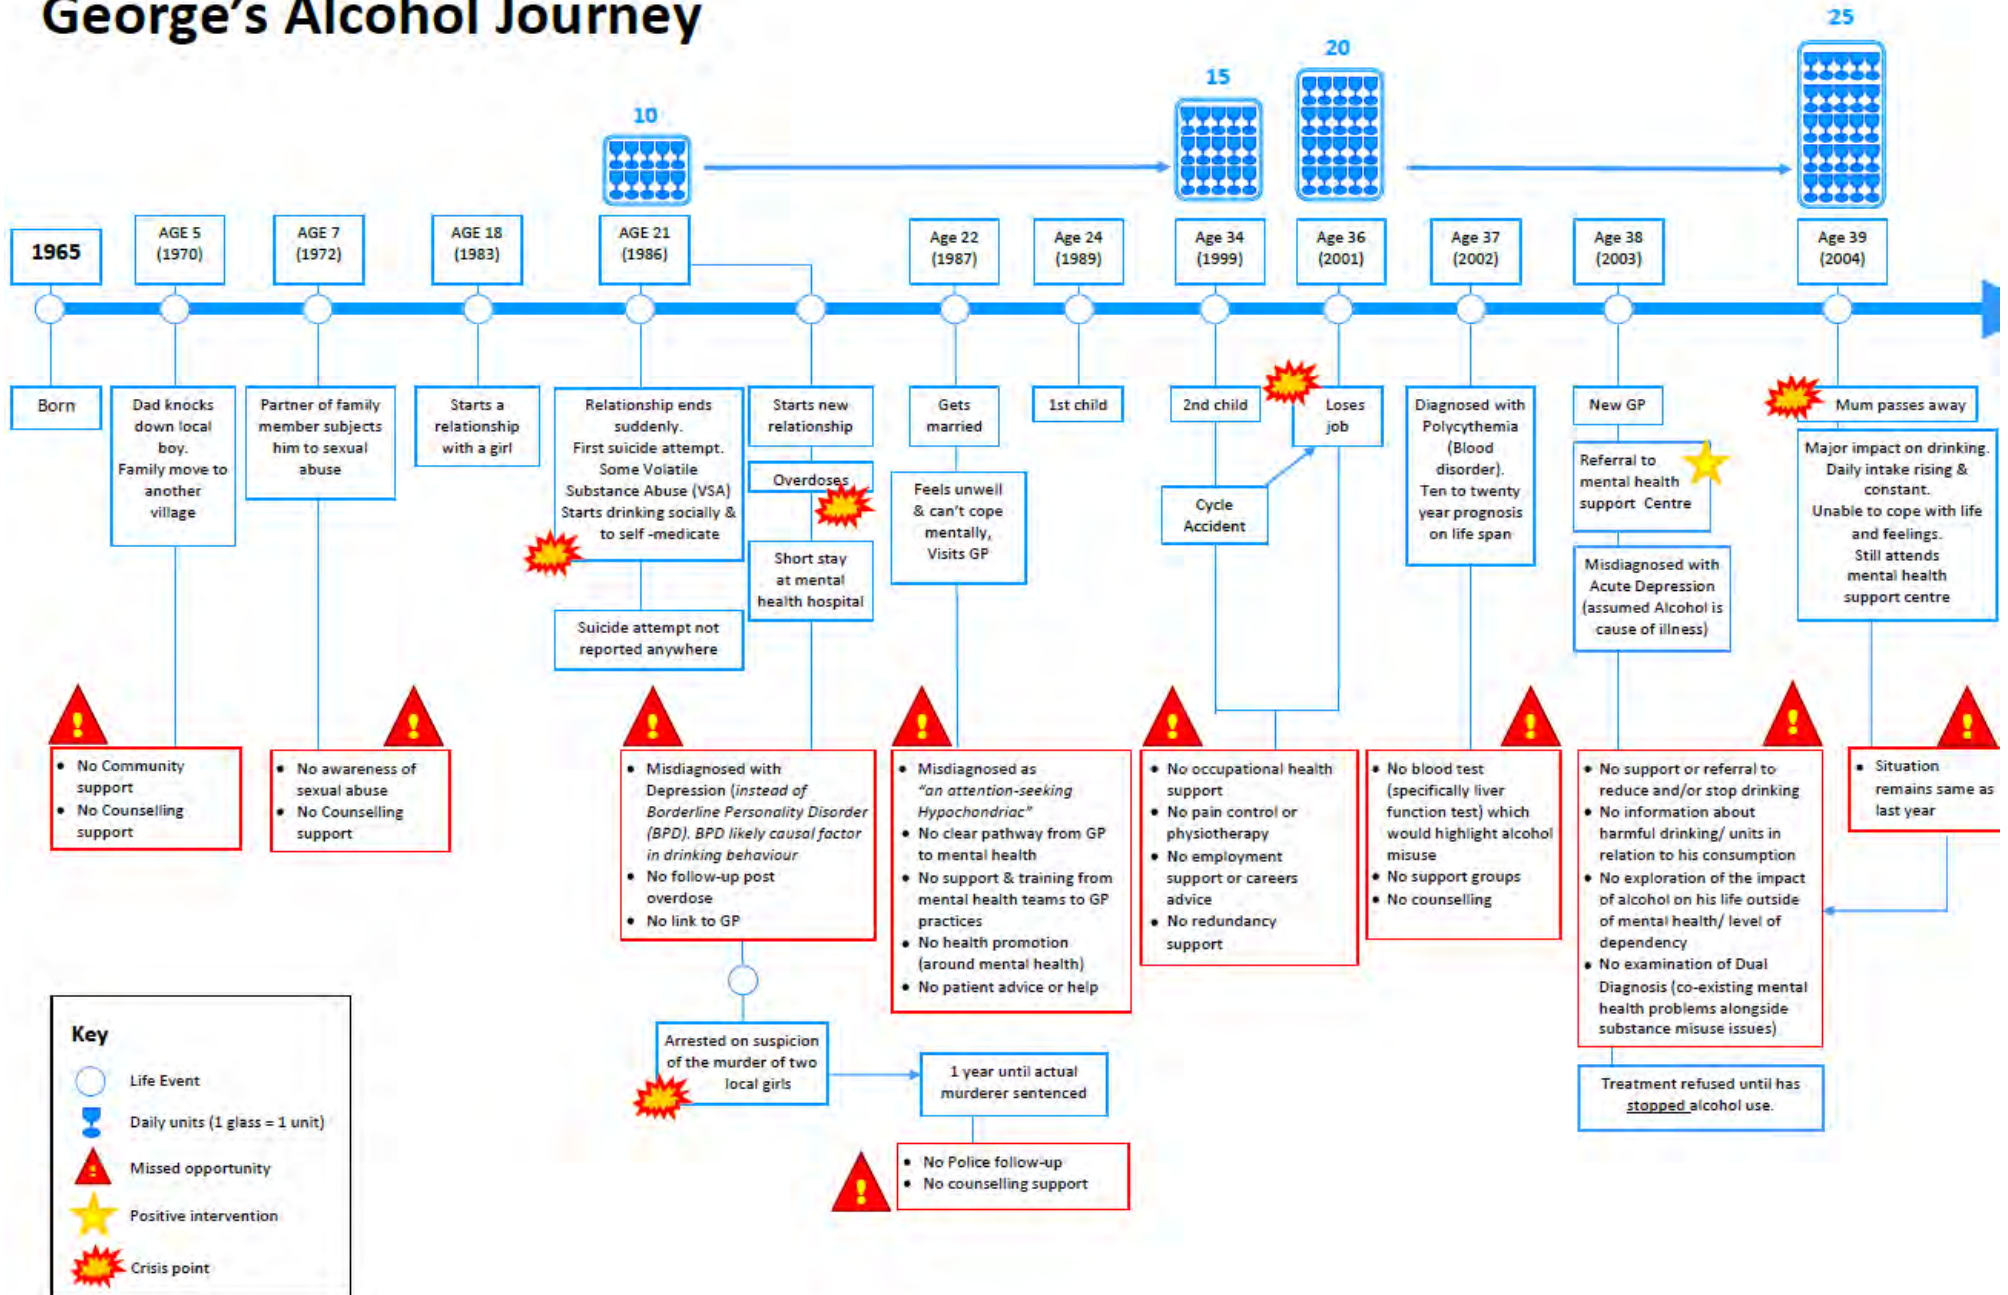 George's Alcohol Journey
10
15
20
25
1965
AGE 5
(1970)
AGE 7
(1972)
AGE 18
(1983)
AGE 21
(1986)
Age 22
(1987)
Age 24
(1989)
Age 34
(1999)
Age 36
(2001)
Age 37
(2002)
Age 38
(2003)
Age 39
(2004)
Born
Dad knocks
down local
boy.
Family move to
another
village
Partner of family
member subjects
him to sexual
abuse
Starts a
relationship
with a girl
Relationship ends
suddenly.
First suicide attempt.
Some Volatile
Substance Abuse (VSA)
Starts drinking socially &
to self -medicate
Suicide attempt not
reported anywhere
Starts new
relationship
Overdoses
Short stay
at mental
health hospital
Gets
married
Feels unwell
& can't cope
mentally,
Visits GP
1st child
2nd child
Cycle
Accident
Loses
job
Diagnosed with
Polycythemia
(Blood
disorder).
Ten to twenty
year prognosis
on life span
New GP
Referral to
mental health
support Centre
Misdiagnosed with
Acute Depression
(assumed Alcohol is
cause of illness)
Mum passes away
Major impact on drinking.
Daily intake rising &
constant.
Unable to cope with life
and feelings.
Still attends
mental health
support centre
• No Community
support
• No Counselling
support
• No awareness of
sexual abuse
• No Counselling
support
• Misdiagnosed with
Depression (instead of
Borderline Personality Disorder
(BPD). BPD likely causal factor
in drinking behaviour
• No follow-up post
overdose
• No link to GP
• Misdiagnosed as
"an attention-seeking
Hypochondriac"
• No clear pathway from GP
to mental health
• No support & training from
mental health teams to GP
practices
• No health promotion
(around mental health)
• No patient advice or help
• No occupational health
support
• No pain control or
physiotherapy
• No employment
support or careers
advice
• No redundancy
support
• No blood test
(specifically liver
function test) which
would highlight alcohol
misuse
• No support groups
• No counselling
• No support or referral to
reduce and/or stop drinking
• No information about
harmful drinking/ units in
relation to his consumption
• No exploration of the impact
of alcohol on his life outside
of mental health/ level of
dependency
• No examination of Dual
Diagnosis (co-existing mental
health problems alongside
substance misuse issues)
• Situation
remains same as
last year
Arrested on suspicion
of the murder of two
local girls
1 year until actual
murderer sentenced
• No Police follow-up
• No counselling support
Treatment refused until has
stopped alcohol use.
Key
Life Event
Daily units (1 glass = 1 unit)
Missed opportunity
Positive intervention
Crisis point